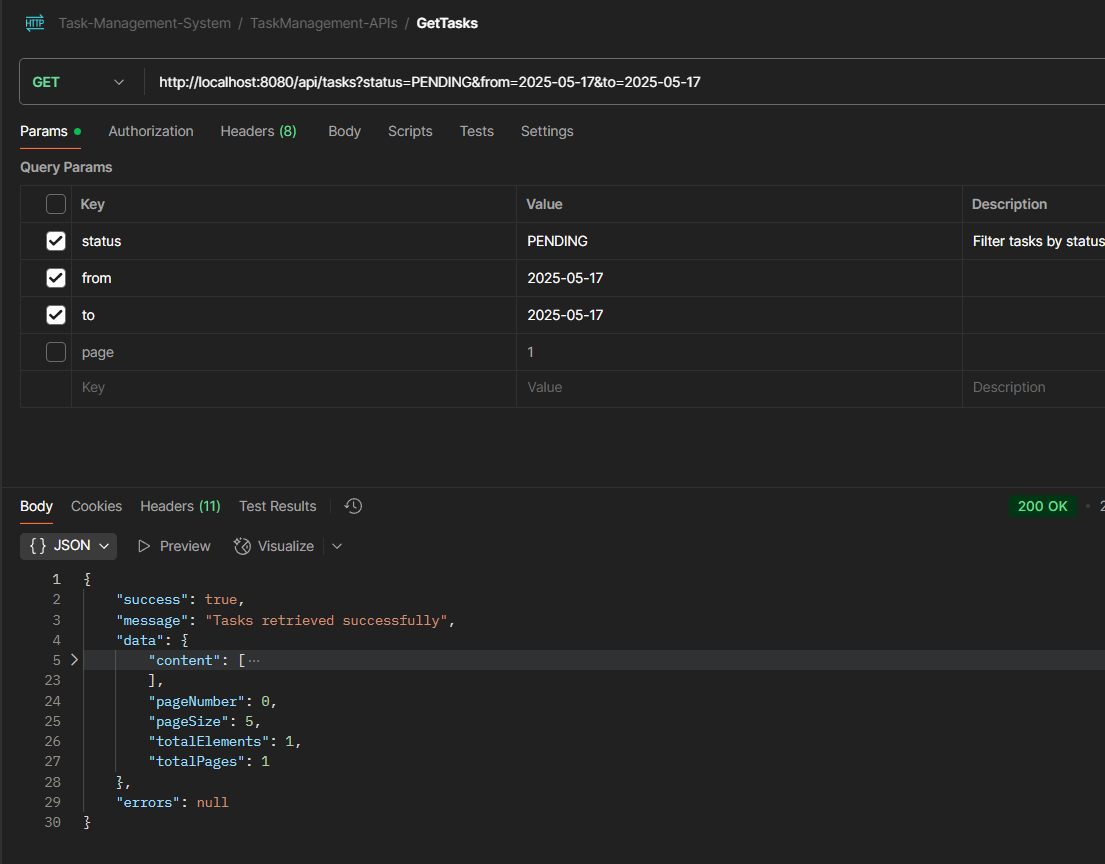 HTTP Task-Management-System / TaskManagement-APIs / GetTasks
GET http://localhost:8080/api/tasks?status=PENDING&from=2025-05-17&to=2025-05-17
Params Authorization Headers (8) Body Scripts Tests Settings
Query Params
Key Value Description
status PENDING Filter tasks by status
from 2025-05-17
to 2025-05-17
page 1
Key Value Description
Body Cookies Headers (11) Test Results 200 OK
{} JSON Preview Visualize
1 {
2 "success": true,
3 "message": "Tasks retrieved successfully",
4 "data": {
5 "content": [ ···
23 ],
24 "pageNumber": 0,
25 "pageSize": 5,
26 "totalElements": 1,
27 "totalPages": 1
28 },
29 "errors": null
30 }